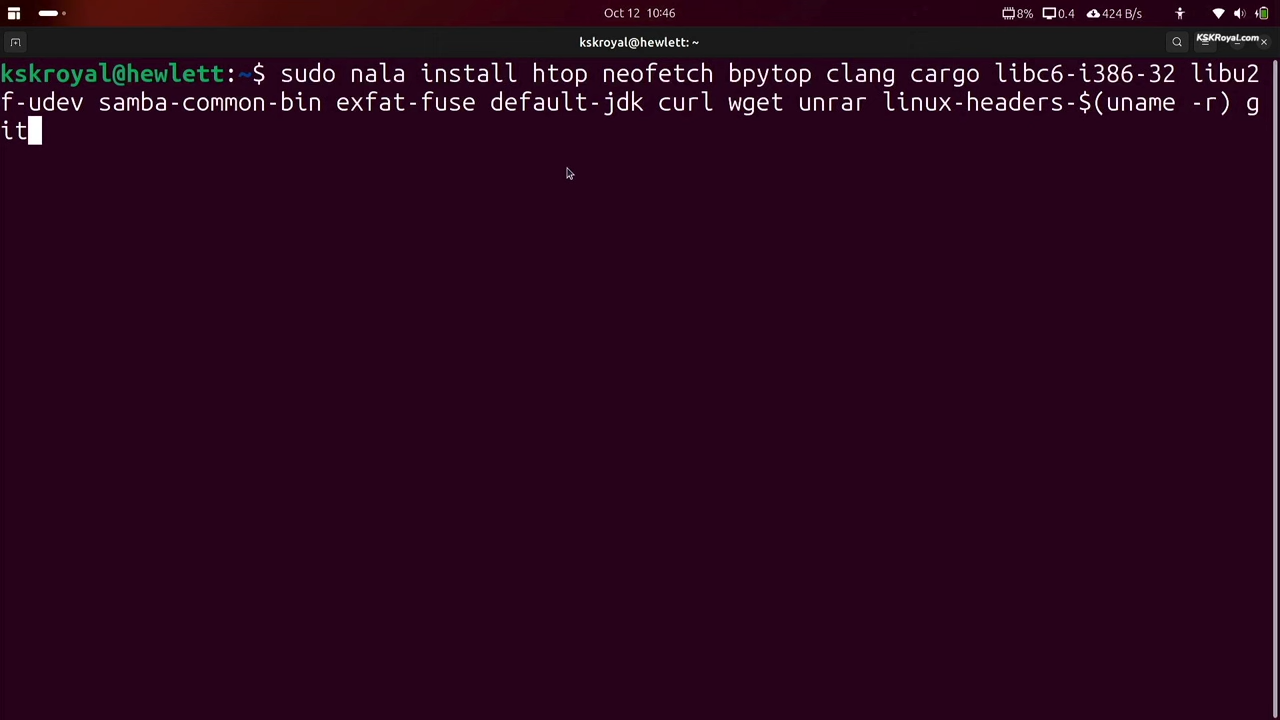 Oct 12 10:46
8%
0.4
424 B/s
kskroyal@hewlett: ~
KSKRoyal.com
kskroyal@hewlett:~$ sudo nala install htop neofetch bpytop clang cargo libc6-i386-32 libu2
f-udev samba-common-bin exfat-fuse default-jdk curl wget unrar linux-headers-$(uname -r) g
it